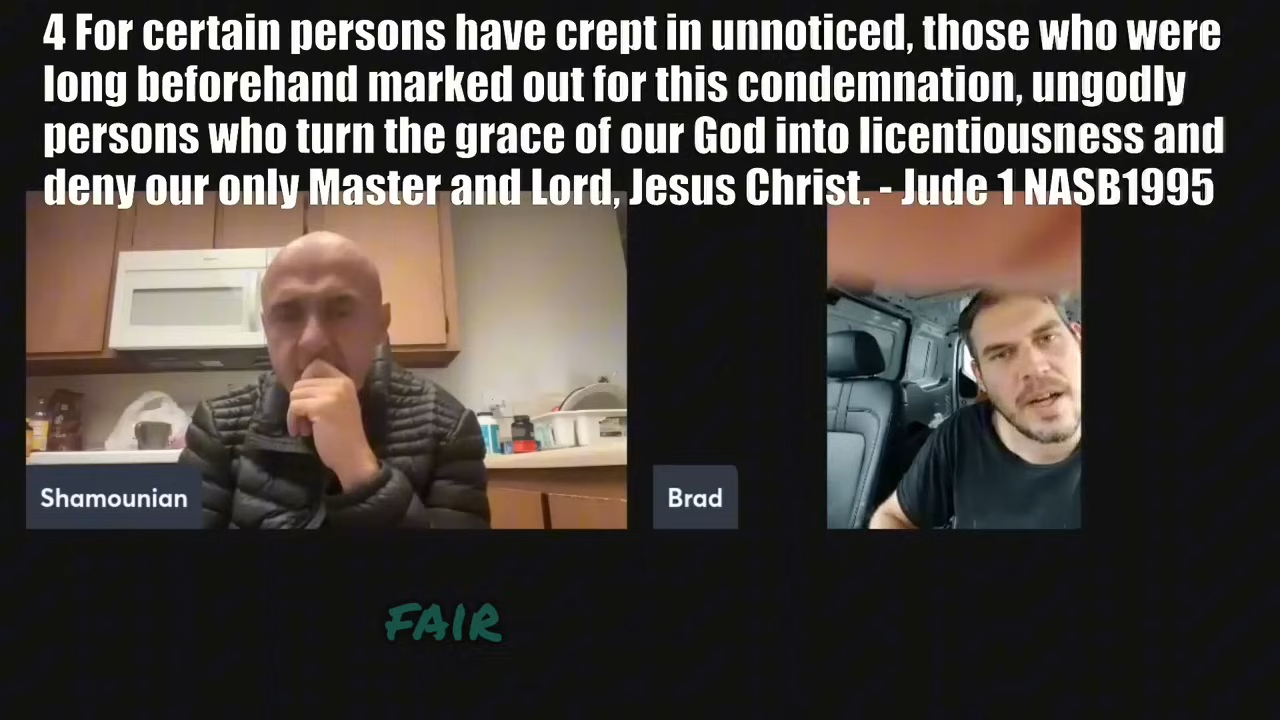 4 For certain persons have crept in unnoticed, those who were
long beforehand marked out for this condemnation, ungodly
persons who turn the grace of our God into licentiousness and
deny our only Master and Lord, Jesus Christ. - Jude 1 NASB1995
Shamounian
Brad
FAIR